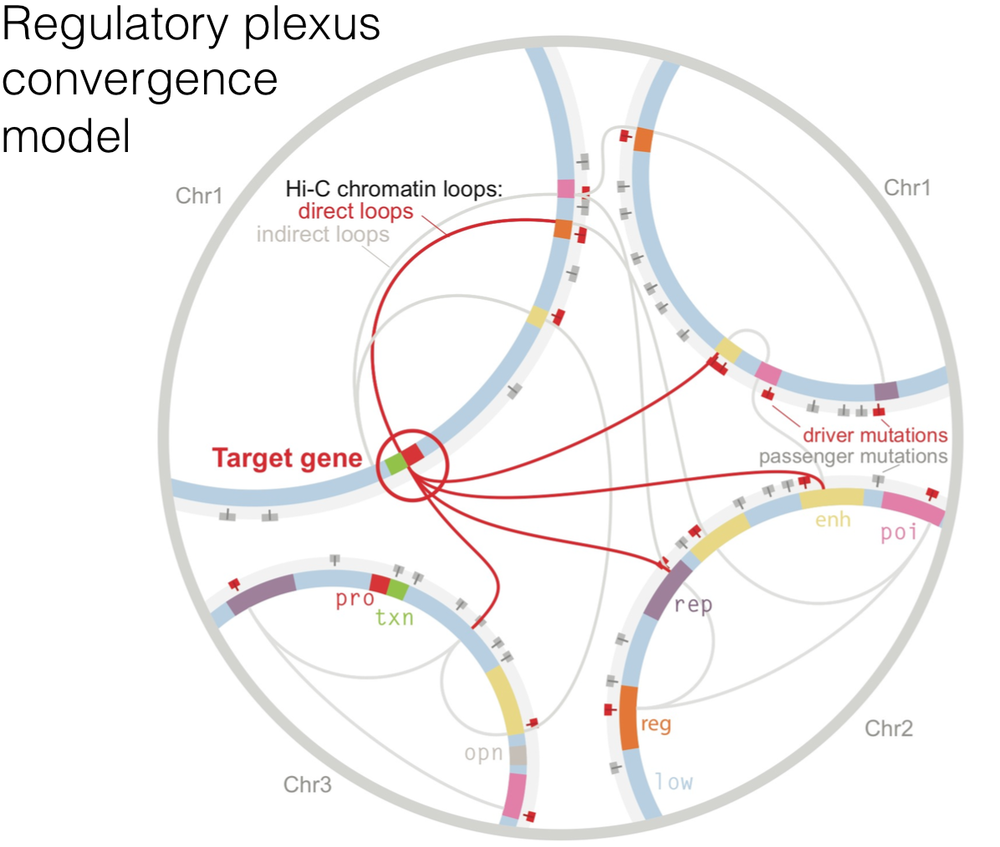 Regulatory plexus
convergence
model
Chr1
Hi-C chromatin loops:
direct loops
indirect loops
Chr1
Target gene
driver mutations
passenger mutations
enh
poi
pro
txn
rep
reg
low
opn
Chr2
Chr3